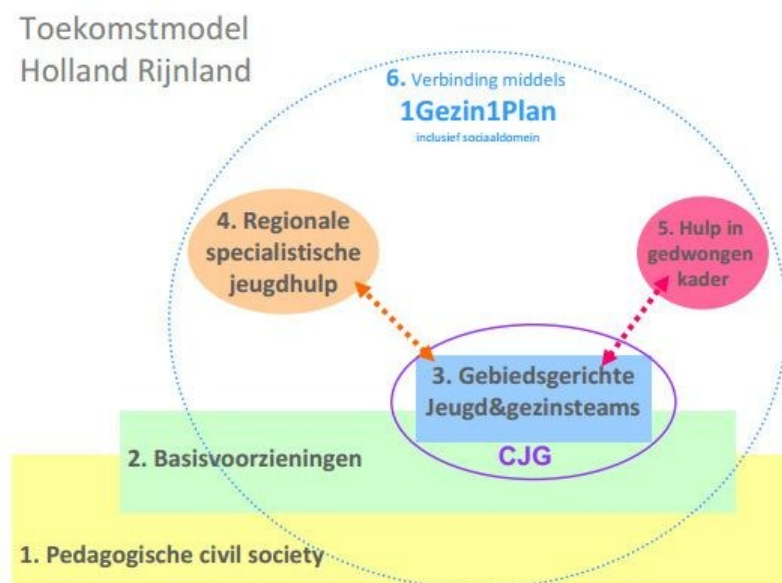 Toekomstmodel
Holland Rijnland
6. Verbinding middels
1Gezin1Plan
inclusief sociaaldomein
4. Regionale
specialistische
jeugdhulp
5. Hulp in
gedwongen
kader
3. Gebiedsgerichte
Jeugd&gezinsteams
CJG
2. Basisvoorzieningen
1. Pedagogische civil society